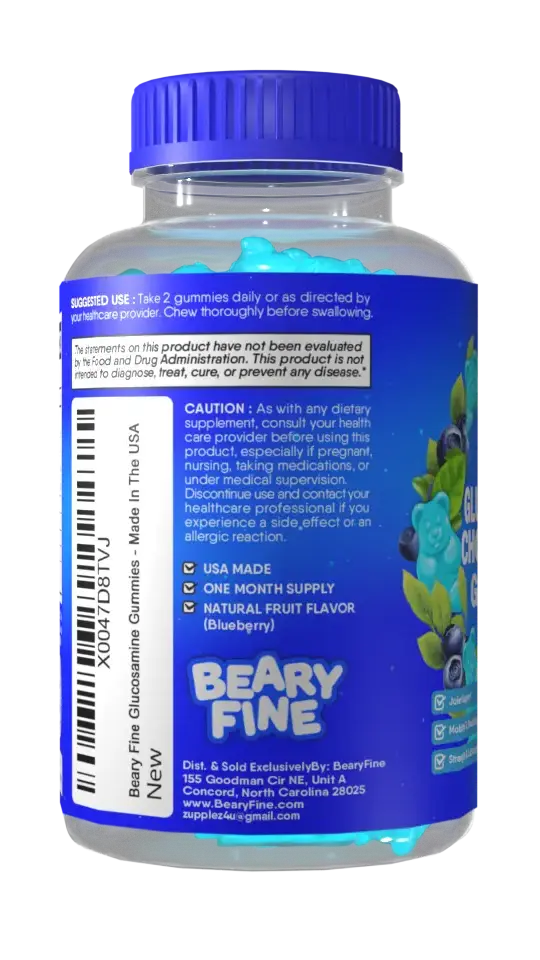 SUGGESTED USE : Take 2 gummies daily or as directed by
your healthcare provider. Chew thoroughly before swallowing.
The statements on this product have not been evaluated
by the Food and Drug Administration. This product is not
intended to diagnose, treat, cure, or prevent any disease.*
CAUTION : As with any dietary
supplement, consult your health
care provider before using this
product, especially if pregnant,
nursing, taking medications, or
under medical supervision.
Discontinue use and contact your
healthcare professional if you
experience a side effect or an
allergic reaction.
USA MADE
ONE MONTH SUPPLY
NATURAL FRUIT FLAVOR
(Blueberry)
BEARY
FINE
Dist. & Sold ExclusivelyBy: BearyFine
155 Goodman Cir NE, Unit A
Concord, North Carolina 28025
www.BearyFine.com
zupplez4u@gmail.com
X0047D8TVJ
Beary Fine Glucosamine Gummies - Made In The USA
New